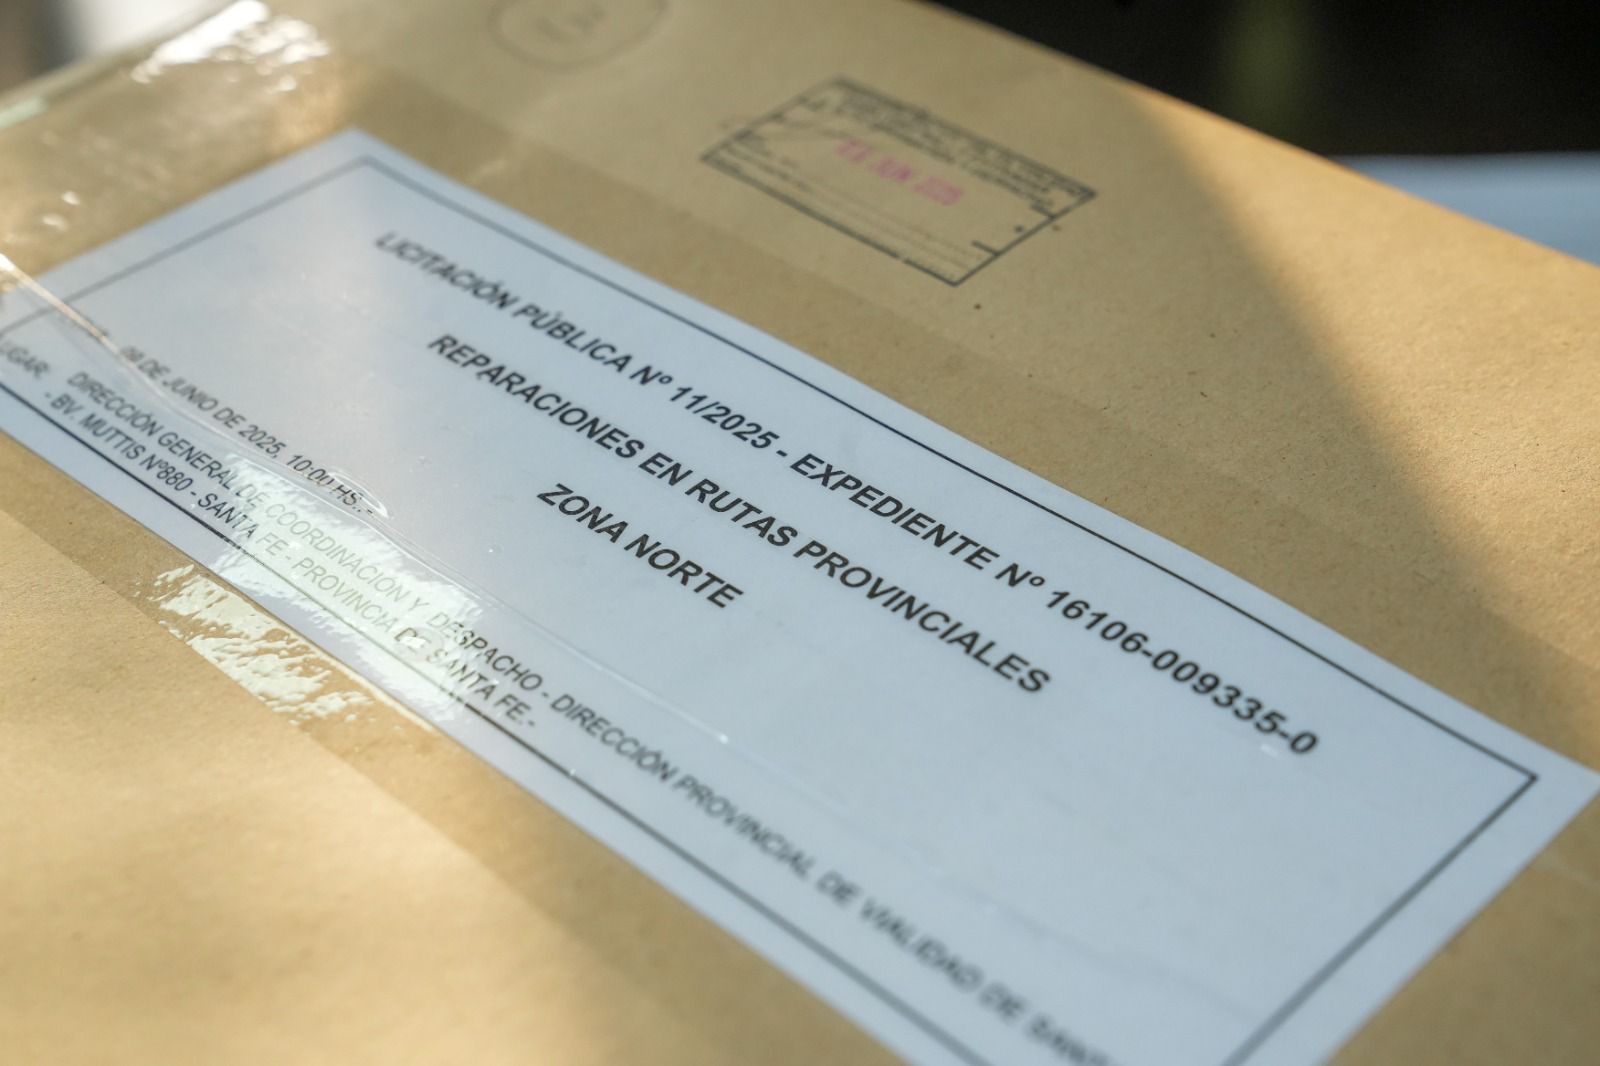 LICITACIÓN PÚBLICA Nº 11/2025 - EXPEDIENTE Nº 16106-009335-0
REPARACIONES EN RUTAS PROVINCIALES
ZONA NORTE
DE JUNIO DE 2025, 10:00 HS.-
LUGAR: DIRECCIÓN GENERAL DE COORDINACIÓN Y DESPACHO - DIRECCIÓN PROVINCIAL DE VIALIDAD DE SANT
- BV. MUTTIS Nº880 - SANTA FE - PROVINCIA DE SANTA FE.-